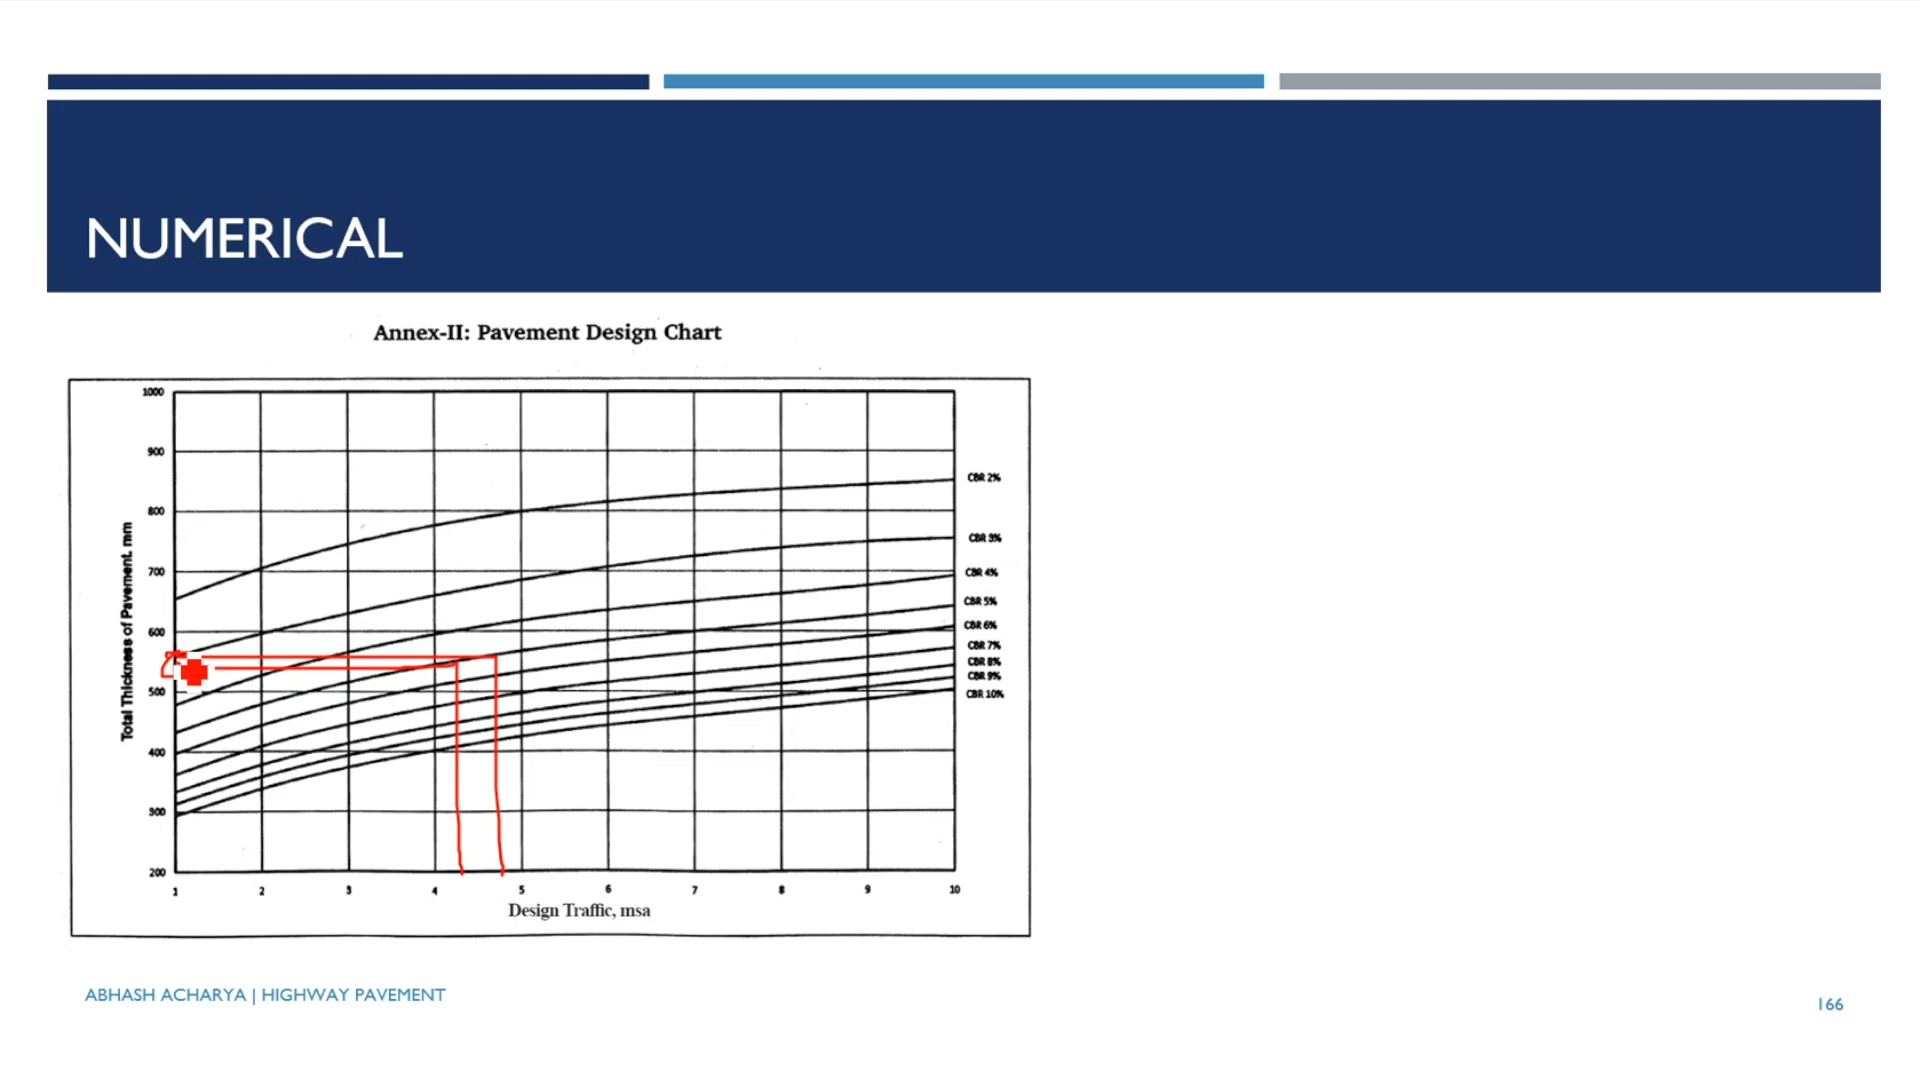 NUMERICAL
Annex-II: Pavement Design Chart
1000
900
800
700
600
500
400
300
200
Total Thickness of Pavement, mm
CBR 2%
CBR 3%
CBR 4%
CBR 5%
CBR 6%
CBR 7%
CBR 8%
CBR 9%
CBR 10%
1 2 3 4 5 6 7 8 9 10
Design Traffic, msa
ABHASH ACHARYA | HIGHWAY PAVEMENT
166